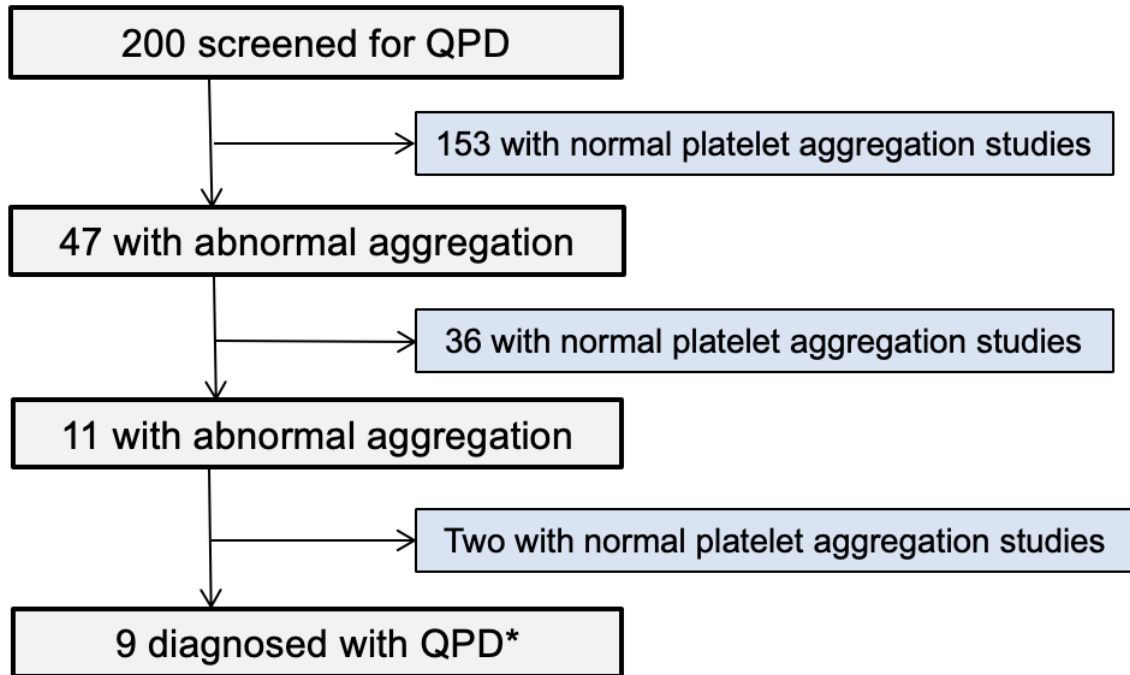 200 screened for QPD
153 with normal platelet aggregation studies
47 with abnormal aggregation
36 with normal platelet aggregation studies
11 with abnormal aggregation
Two with normal platelet aggregation studies
9 diagnosed with QPD*